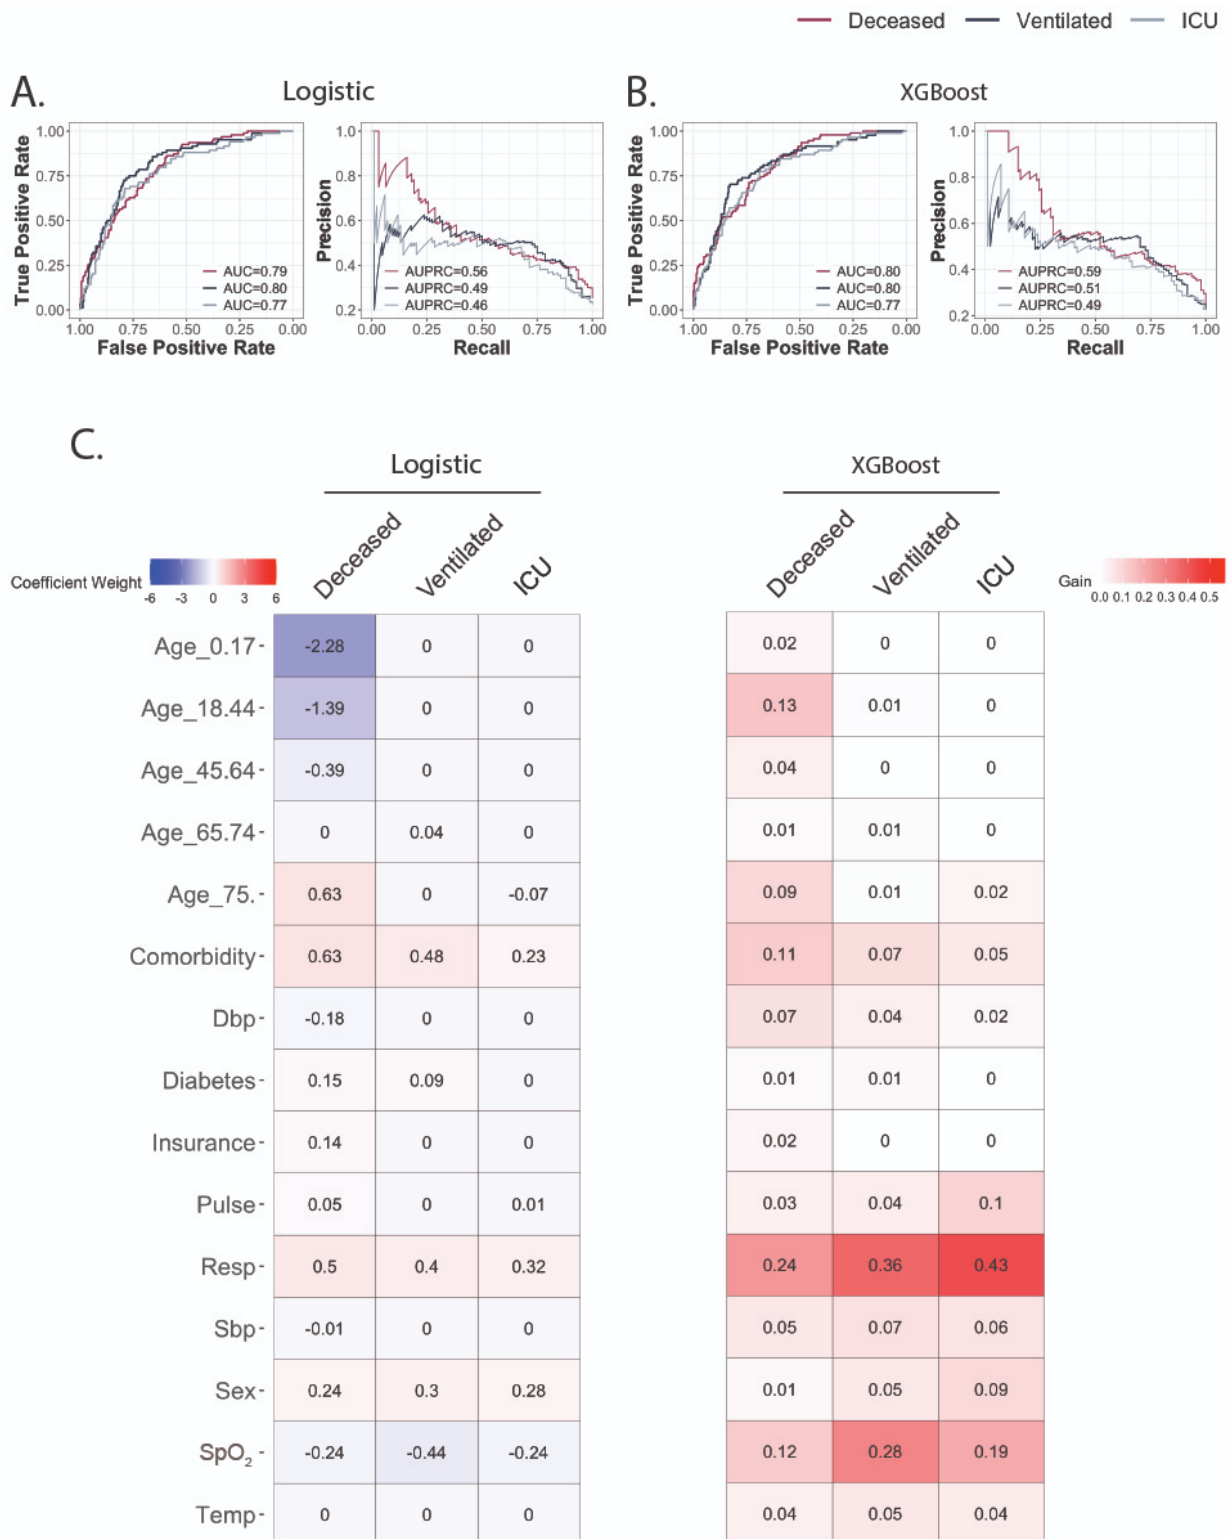 Deceased Ventilated ICU
A. Logistic
B. XGBoost
True Positive Rate
1.00
0.75
0.50
0.25
0.00
AUC=0.79
AUC=0.80
AUC=0.77
1.00 0.75 0.50 0.25 0.00
False Positive Rate
Precision
1.0
0.8
0.6
0.4
0.2
AUPRC=0.56
AUPRC=0.49
AUPRC=0.46
0.00 0.25 0.50 0.75 1.00
Recall
True Positive Rate
1.00
0.75
0.50
0.25
0.00
AUC=0.80
AUC=0.80
AUC=0.77
1.00 0.75 0.50 0.25 0.00
False Positive Rate
Precision
1.0
0.8
0.6
0.4
0.2
AUPRC=0.59
AUPRC=0.51
AUPRC=0.49
0.00 0.25 0.50 0.75 1.00
Recall
C.
Logistic XGBoost
Deceased Ventilated ICU Deceased Ventilated ICU
Coefficient Weight
-6 -3 0 3 6
Gain
0.0 0.1 0.2 0.3 0.4 0.5
Age_0.17 -2.28 0 0 0.02 0 0
Age_18.44 -1.39 0 0 0.13 0.01 0
Age_45.64 -0.39 0 0 0.04 0 0
Age_65.74 0 0.04 0 0.01 0.01 0
Age_75. 0.63 0 -0.07 0.09 0.01 0.02
Comorbidity 0.63 0.48 0.23 0.11 0.07 0.05
Dbp -0.18 0 0 0.07 0.04 0.02
Diabetes 0.15 0.09 0 0.01 0.01 0
Insurance 0.14 0 0 0.02 0 0
Pulse 0.05 0 0.01 0.03 0.04 0.1
Resp 0.5 0.4 0.32 0.24 0.36 0.43
Sbp -0.01 0 0 0.05 0.07 0.06
Sex 0.24 0.3 0.28 0.01 0.05 0.09
SpO₂ -0.24 -0.44 -0.24 0.12 0.28 0.19
Temp 0 0 0 0.04 0.05 0.04